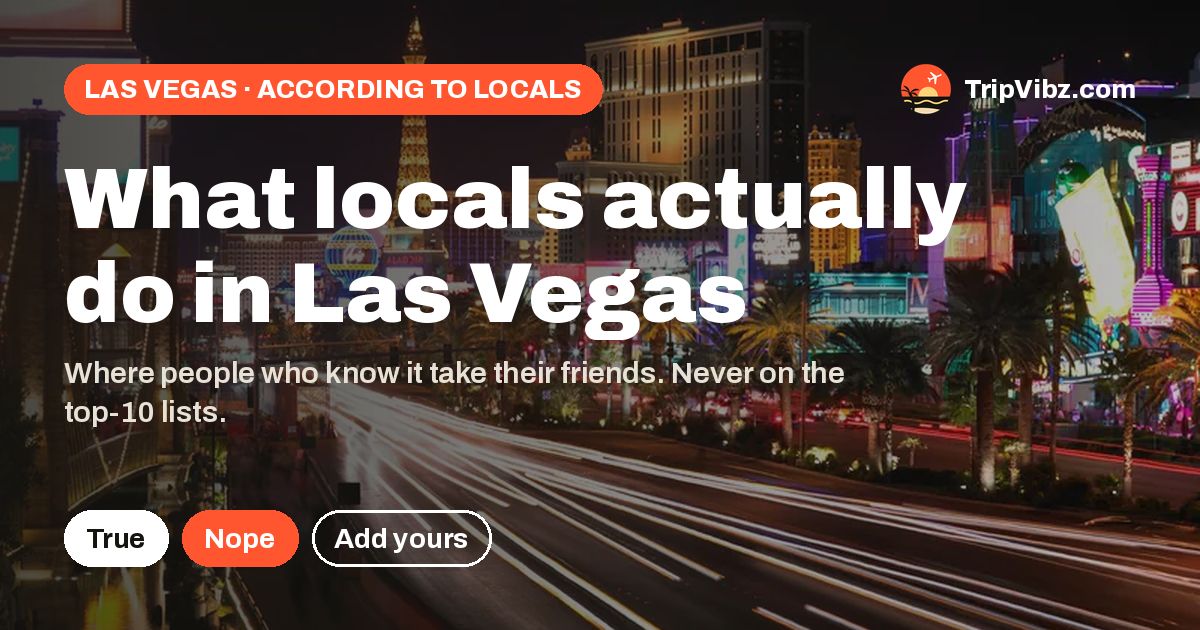 LAS VEGAS · ACCORDING TO LOCALS
TripVibz.com
What locals actually
do in Las Vegas
Where people who know it take their friends. Never on the
top-10 lists.
True
Nope
Add yours